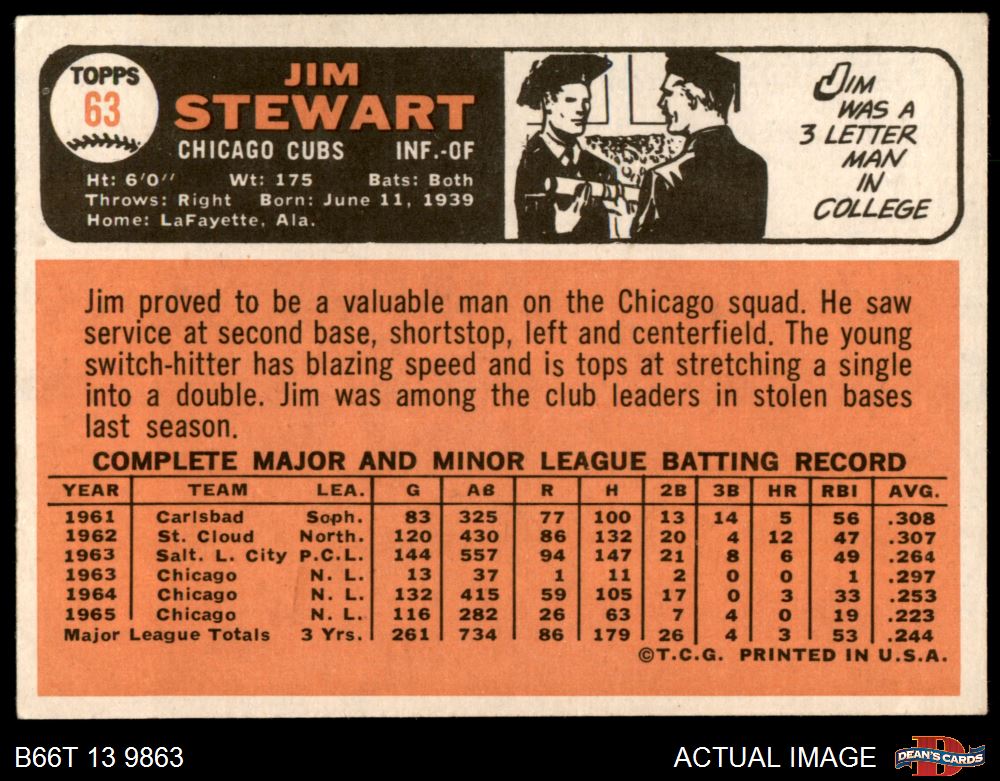 TOPPS
63
JIM
STEWART
CHICAGO CUBS INF.-OF
Ht: 6'0" Wt: 175 Bats: Both
Throws: Right Born: June 11, 1939
Home: LaFayette, Ala.
JIM
WAS A
3 LETTER
MAN
IN
COLLEGE
Jim proved to be a valuable man on the Chicago squad. He saw
service at second base, shortstop, left and centerfield. The young
switch-hitter has blazing speed and is tops at stretching a single
into a double. Jim was among the club leaders in stolen bases
last season.
COMPLETE MAJOR AND MINOR LEAGUE BATTING RECORD
YEAR TEAM LEA. G AB R H 2B 3B HR RBI AVG.
1961 Carlsbad Soph. 83 325 77 100 13 14 5 56 .308
1962 St. Cloud North. 120 430 86 132 20 4 12 47 .307
1963 Salt. L. City P.C.L. 144 557 94 147 21 8 6 49 .264
1963 Chicago N. L. 13 37 1 11 2 0 0 1 .297
1964 Chicago N. L. 132 415 59 105 17 0 3 33 .253
1965 Chicago N. L. 116 282 26 63 7 4 0 19 .223
Major League Totals 3 Yrs. 261 734 86 179 26 4 3 53 .244
©T.C.G. PRINTED IN U.S.A.
B66T 13 9863 ACTUAL IMAGE DEAN'S CARDS